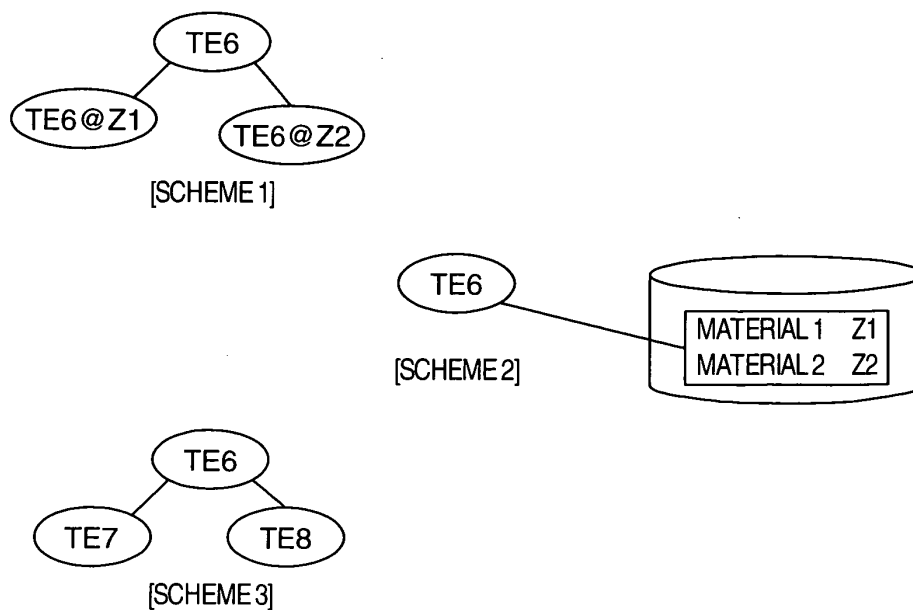 TE6
TE6@Z1
TE6@Z2
[SCHEME 1]
TE6
MATERIAL 1 Z1
MATERIAL 2 Z2
[SCHEME 2]
TE6
TE7
TE8
[SCHEME 3]